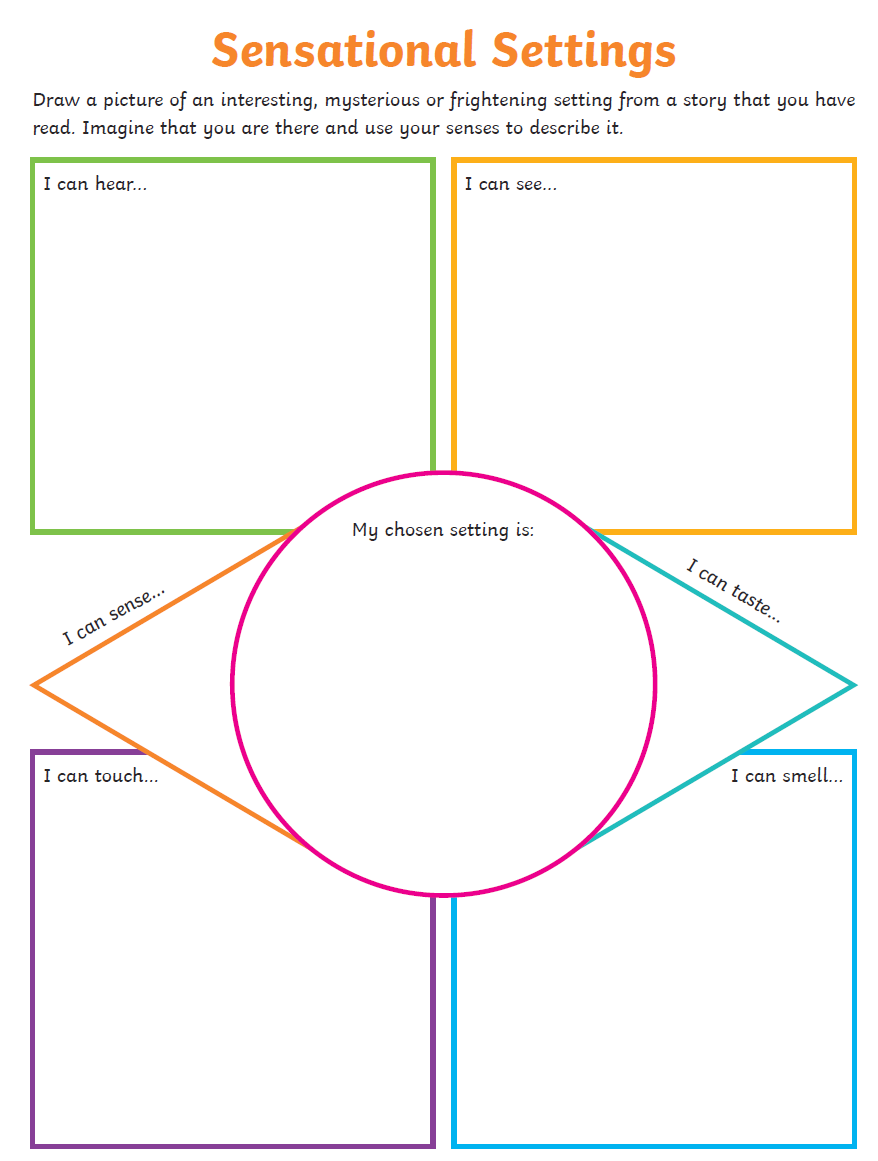 Sensational Settings
Draw a picture of an interesting, mysterious or frightening setting from a story that you have
read. Imagine that you are there and use your senses to describe it.
I can hear...
I can see...
My chosen setting is:
I can sense...
I can taste...
I can touch...
I can smell...